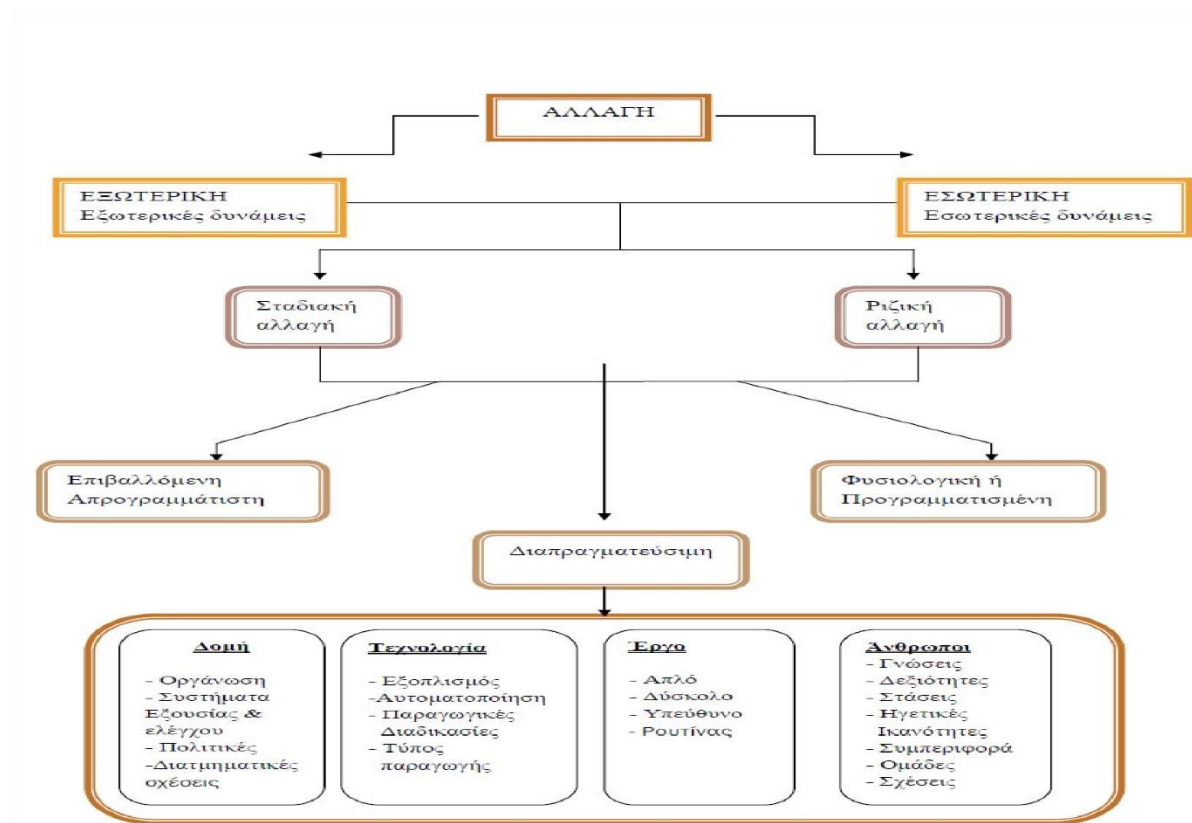 ΑΛΛΑΓΗ
ΕΞΩΤΕΡΙΚΗ
Εξωτερικές δυνάμεις
ΕΣΩΤΕΡΙΚΗ
Εσωτερικές δυνάμεις
Σταδιακή
αλλαγή
Ριζική
αλλαγή
Επιβαλλόμενη
Απρογραμμάτιστη
Φυσιολογική ή
Προγραμματισμένη
Διαπραγματεύσιμη
Δομή
- Οργάνωση
- Συστήματα
Εξουσίας &
ελέγχου
- Πολιτικές
-Διατμηματικές
σχέσεις
Τεχνολογία
- Εξοπλισμός
-Αυτοματοποίηση
- Παραγωγικές
Διαδικασίες
- Τύπος
παραγωγής
Έργο
- Απλό
- Δύσκολο
- Υπεύθυνο
- Ρουτίνας
Άνθρωποι
- Γνώσεις
- Δεξιότητες
- Στάσεις
- Ηγετικές
Ικανότητες
- Συμπεριφορά
- Ομάδες
- Σχέσεις